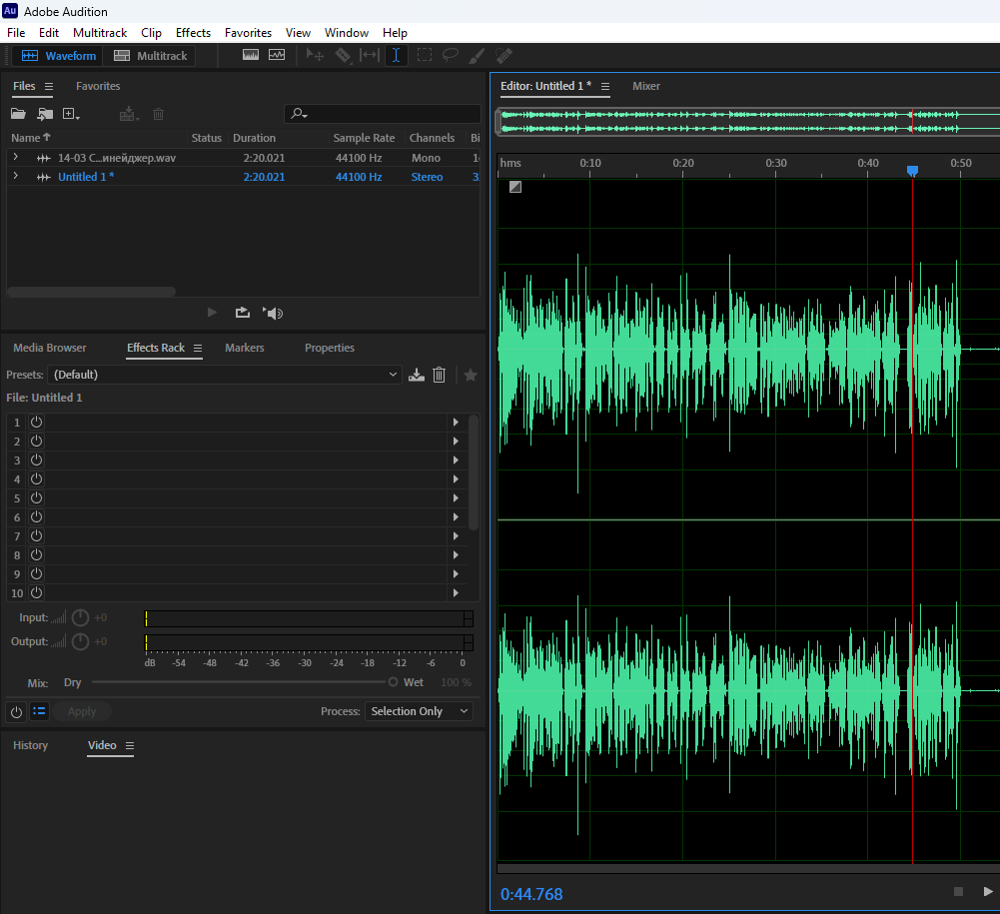 Au Adobe Audition
File Edit Multitrack Clip Effects Favorites View Window Help
Waveform Multitrack
Files Favorites
Name Status Duration Sample Rate Channels Bi
14-03 С...инейджер.wav 2:20.021 44100 Hz Mono 1
Untitled 1 * 2:20.021 44100 Hz Stereo 3
Media Browser Effects Rack Markers Properties
Presets: (Default)
File: Untitled 1
1
2
3
4
5
6
7
8
9
10
Input: +0
Output: +0
dB -54 -48 -42 -36 -30 -24 -18 -12 -6 0
Mix: Dry Wet 100 %
Apply Process: Selection Only
History Video
Editor: Untitled 1 * Mixer
hms 0:10 0:20 0:30 0:40 0:50
0:44.768